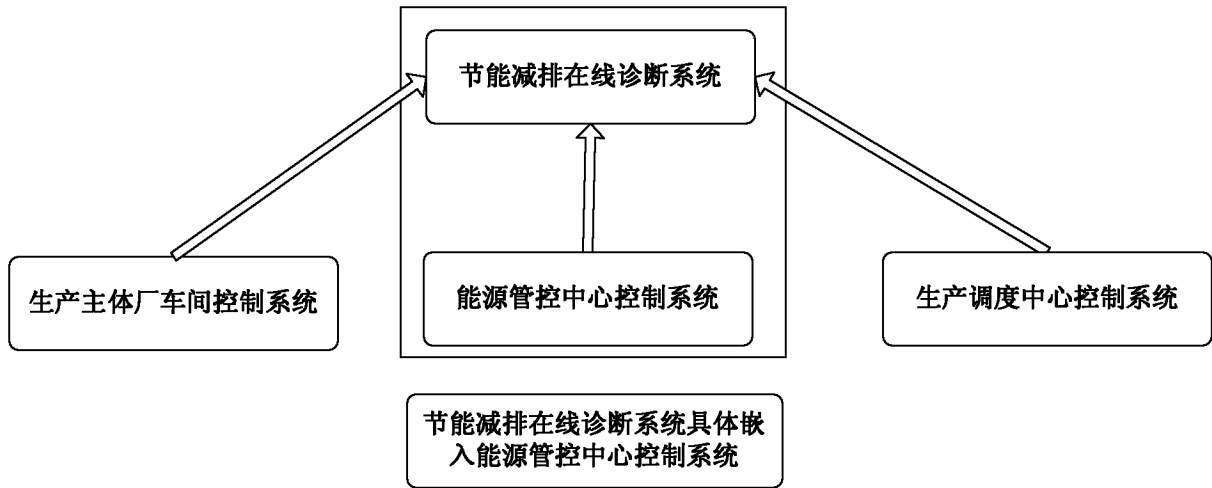 节能减排在线诊断系统
生产主体厂车间控制系统
能源管控中心控制系统
生产调度中心控制系统
节能减排在线诊断系统具体嵌
入能源管控中心控制系统